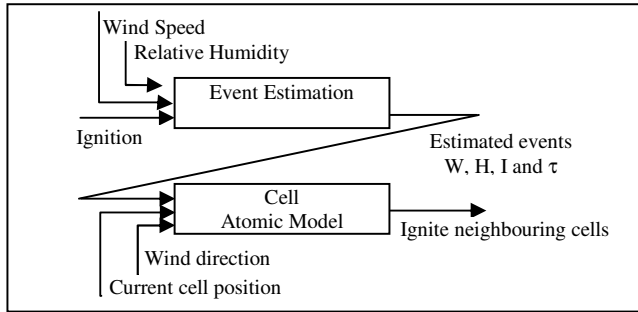 Wind Speed
Relative Humidity
Event Estimation
Ignition
Estimated events
W, H, I and τ
Cell
Atomic Model
Ignite neighbouring cells
Wind direction
Current cell position